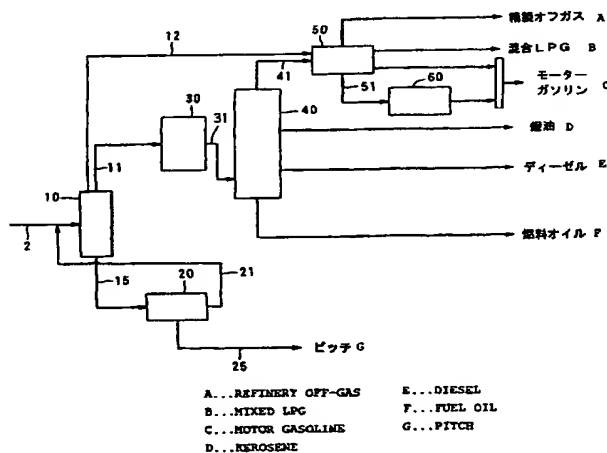 12
50
精製オフガス A
混合LPG B
41
51
60
モーター
ガソリン C
30
31
40
燈油 D
10
11
ディーゼル E
2
燃料オイル F
15
20
21
25
ピッチ G
A...REFINERY OFF-GAS
B...MIXED LPG
C...MOTOR GASOLINE
D...KEROSENE
E...DIESEL
F...FUEL OIL
G...PITCH